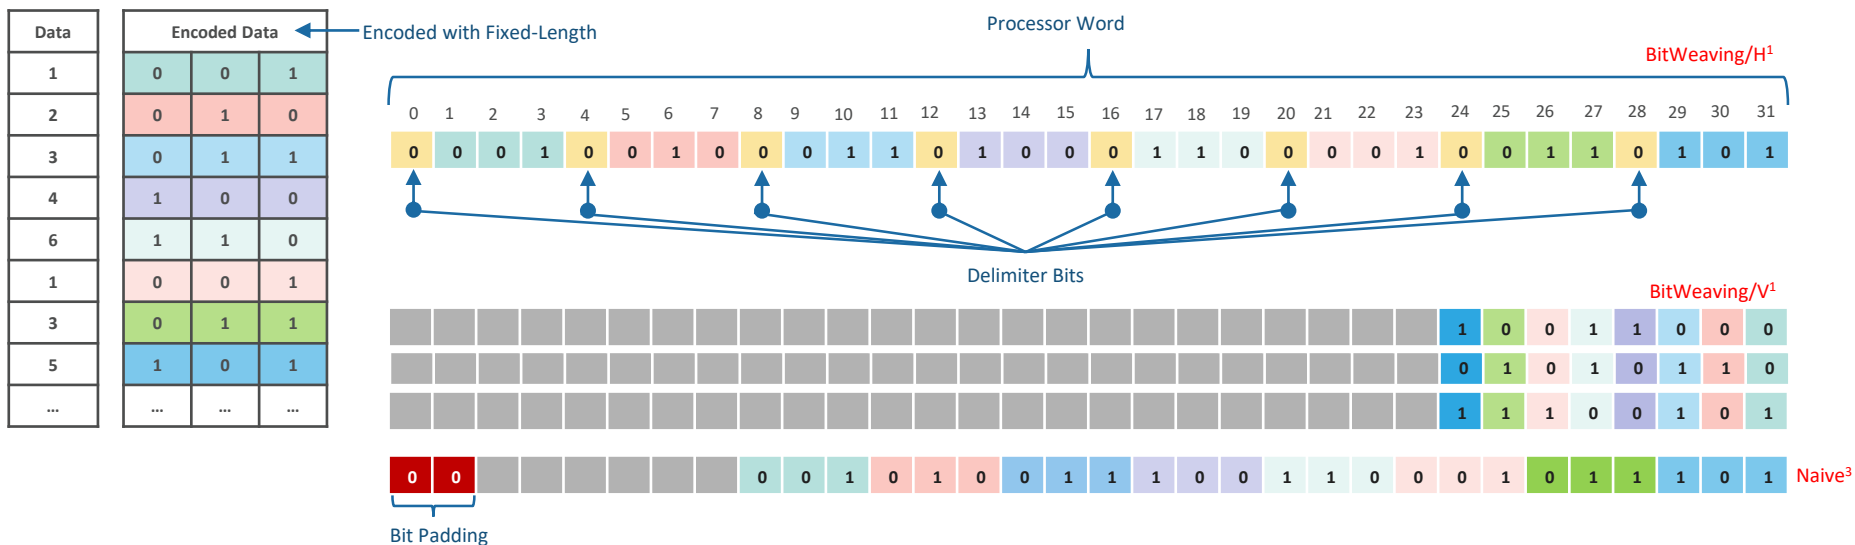 Data
1
2
3
4
6
1
3
5
...
Encoded Data
0 0 1
0 1 0
0 1 1
1 0 0
1 1 0
0 0 1
0 1 1
1 0 1
... ... ...
Encoded with Fixed-Length
Processor Word
BitWeaving/H¹
0 1 2 3 4 5 6 7 8 9 10 11 12 13 14 15 16 17 18 19 20 21 22 23 24 25 26 27 28 29 30 31
0 0 0 1 0 0 1 0 0 0 1 1 0 1 0 0 0 1 1 0 0 0 0 1 0 0 1 1 0 1 0 1
Delimiter Bits
BitWeaving/V¹
1 0 0 1 1 0 0 0
0 1 0 1 0 1 1 0
1 1 1 0 0 1 0 1
0 0 0 0 1 0 1 0 0 1 1 1 0 0 1 1 0 0 0 1 0 1 1 1 0 1
Naive³
Bit Padding